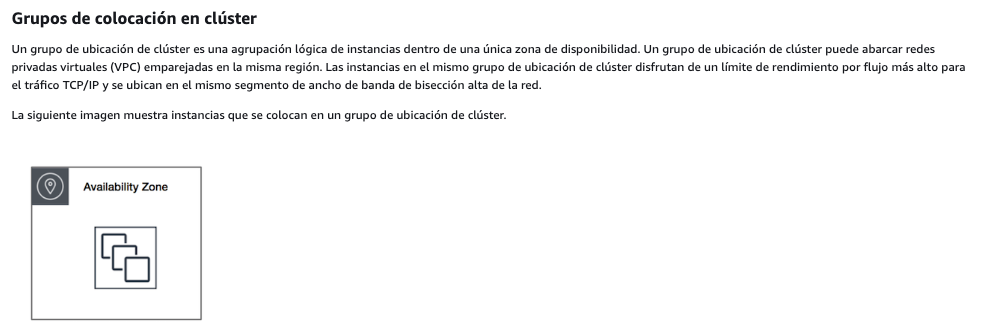 Grupos de colocación en clúster
Un grupo de ubicación de clúster es una agrupación lógica de instancias dentro de una única zona de disponibilidad. Un grupo de ubicación de clúster puede abarcar redes
privadas virtuales (VPC) emparejadas en la misma región. Las instancias en el mismo grupo de ubicación de clúster disfrutan de un límite de rendimiento por flujo más alto para
el tráfico TCP/IP y se ubican en el mismo segmento de ancho de banda de bisección alta de la red.
La siguiente imagen muestra instancias que se colocan en un grupo de ubicación de clúster.
Availability Zone